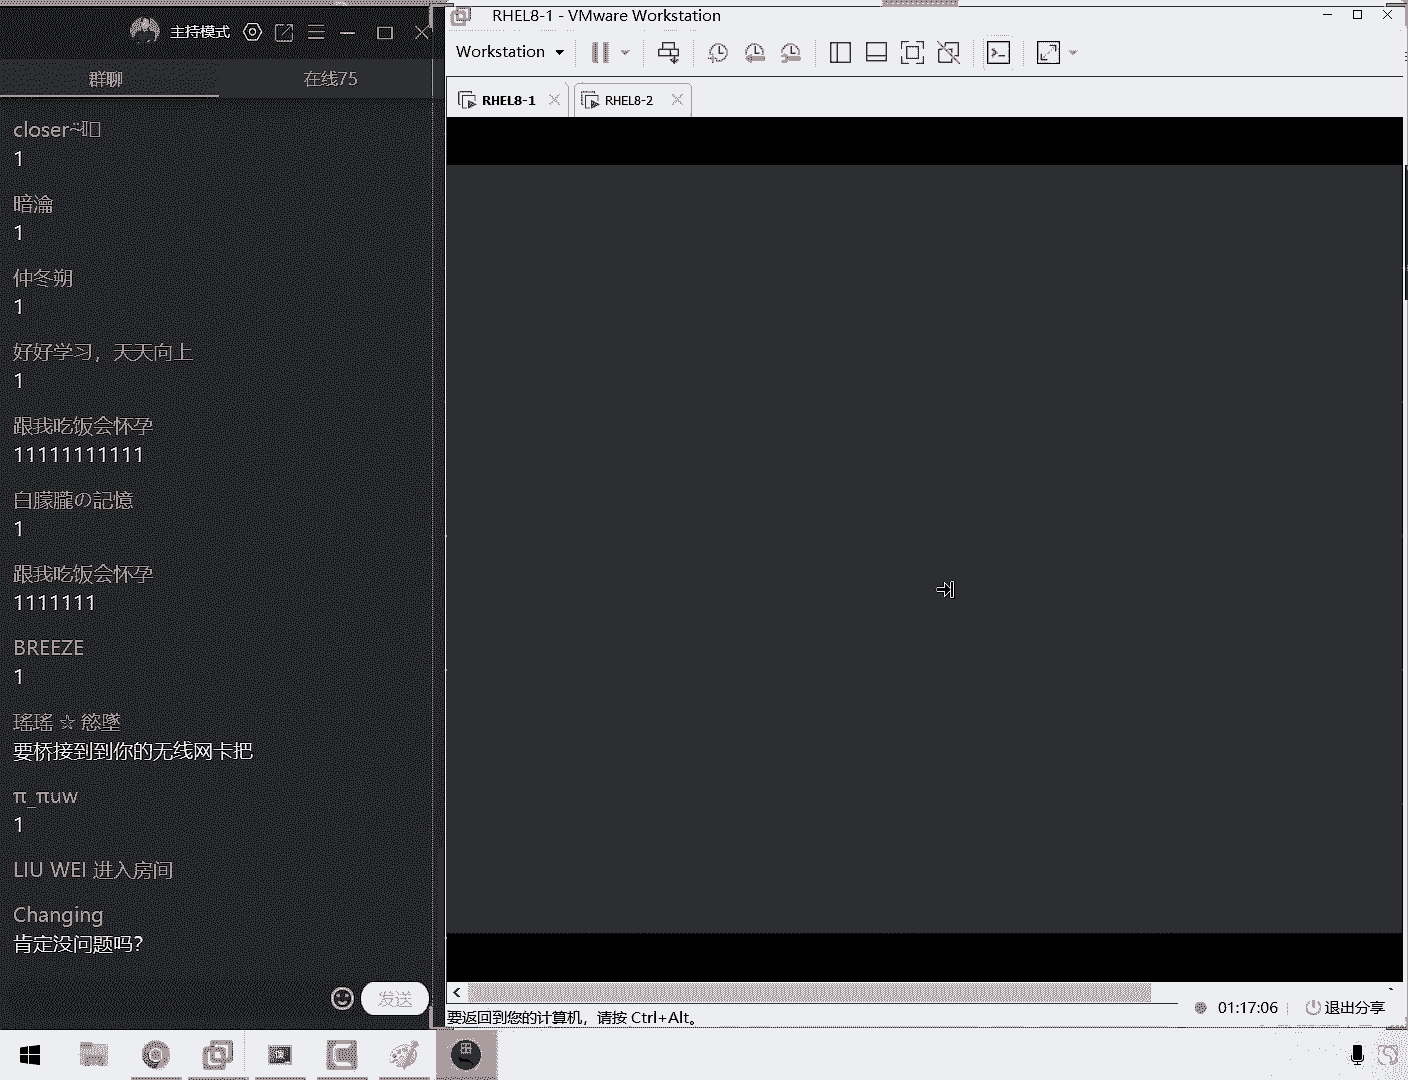 主持模式
群聊
在线75
closer
1
暗瀹
1
仲冬朔
1
好好学习，天天向上
1
跟我吃饭会怀孕
11111111111
白朦朧の記憶
1
跟我吃饭会怀孕
1111111
BREEZE
1
瑤瑤 ☆ 慾墜
要桥接到到你的无线网卡把
π_πuw
1
LIU WEI 进入房间
Changing
肯定没问题吗?
发送
RHEL8-1 - VMware Workstation
Workstation
RHEL8-1
RHEL8-2
01:17:06
退出分享
要返回到您的计算机，请按 Ctrl+Alt。